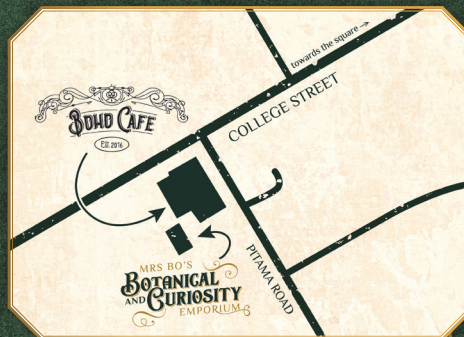 towards the square →
COLLEGE STREET
BOHO CAFE
EST. 2016
PITAMA ROAD
MRS BO'S
BOTANICAL
AND CURIOSITY
EMPORIUM